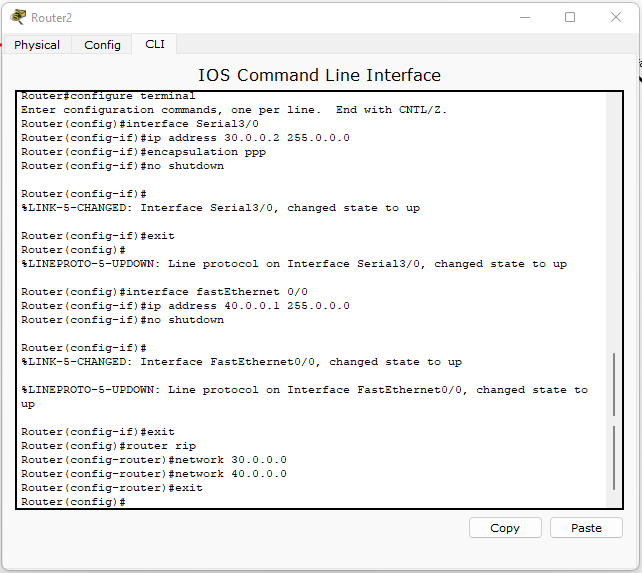 Router2
Physical Config CLI
IOS Command Line Interface
Router#configure terminal
Enter configuration commands, one per line.  End with CNTL/Z.
Router(config)#interface Serial3/0
Router(config-if)#ip address 30.0.0.2 255.0.0.0
Router(config-if)#encapsulation ppp
Router(config-if)#no shutdown
Router(config-if)#
%LINK-5-CHANGED: Interface Serial3/0, changed state to up
Router(config-if)#exit
Router(config)#
%LINEPROTO-5-UPDOWN: Line protocol on Interface Serial3/0, changed state to up
Router(config)#interface fastEthernet 0/0
Router(config-if)#ip address 40.0.0.1 255.0.0.0
Router(config-if)#no shutdown
Router(config-if)#
%LINK-5-CHANGED: Interface FastEthernet0/0, changed state to up
%LINEPROTO-5-UPDOWN: Line protocol on Interface FastEthernet0/0, changed state to
up
Router(config-if)#exit
Router(config)#router rip
Router(config-router)#network 30.0.0.0
Router(config-router)#network 40.0.0.0
Router(config-router)#exit
Router(config)#
Copy Paste